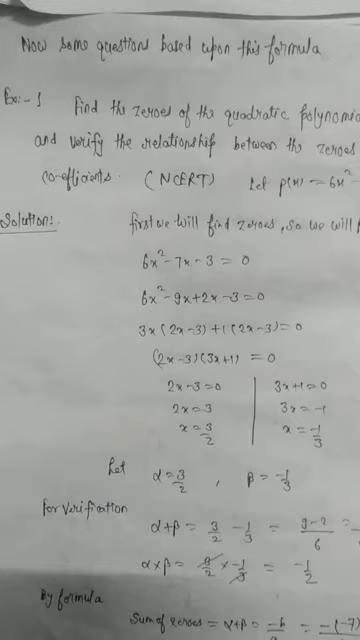 Now some questions based upon this formula
Ex:- 1 find the zeroes of the quadratic polynomia
and verify the relationship between the zeroes
co-efficients. (NCERT) Let p(x) = 6x²-
Solution:. first we will find zeroes, so we will
6x²-7x-3=0
6x²-9x+2x-3=0
3x(2x-3)+1(2x-3)=0
(2x-3)(3x+1) = 0
2x-3=0 | 3x+1=0
2x=3 | 3x=-1
x=3/2 | x=-1/3
Let α=3/2 , β=-1/3
For verification
α+β = 3/2 - 1/3 = 9-2/6 =
α×β = 3/2 × -1/3 = -1/2
By formula
Sum of zeroes = α+β = -b = -(-7)